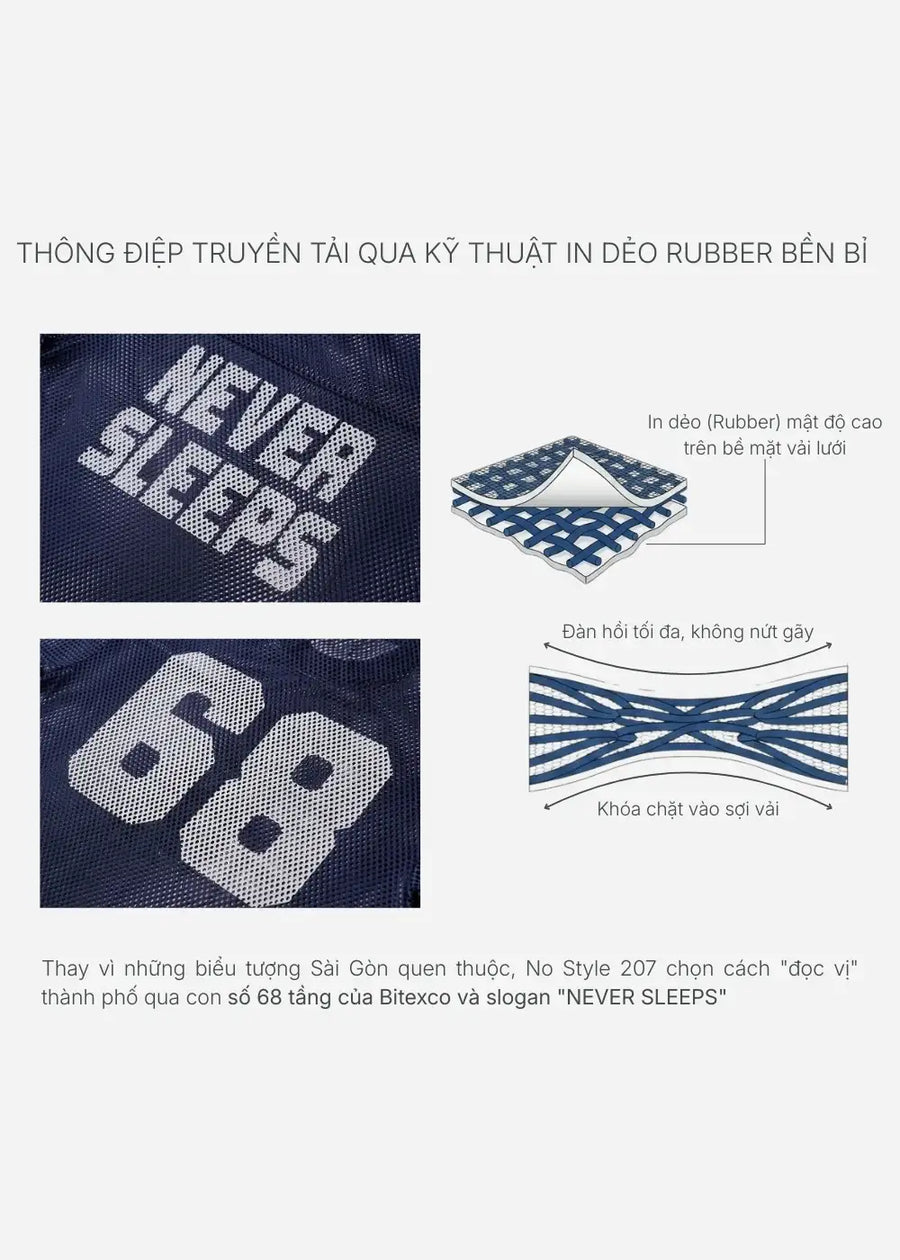 THÔNG ĐIỆP TRUYỀN TẢI QUA KỸ THUẬT IN DẺO RUBBER BỀN BỈ
NEVER
SLEEPS
In dẻo (Rubber) mật độ cao
trên bề mặt vải lưới
Đàn hồi tối đa, không nứt gãy
68
Khóa chặt vào sợi vải
Thay vì những biểu tượng Sài Gòn quen thuộc, No Style 207 chọn cách "đọc vị"
thành phố qua con số 68 tầng của Bitexco và slogan "NEVER SLEEPS"